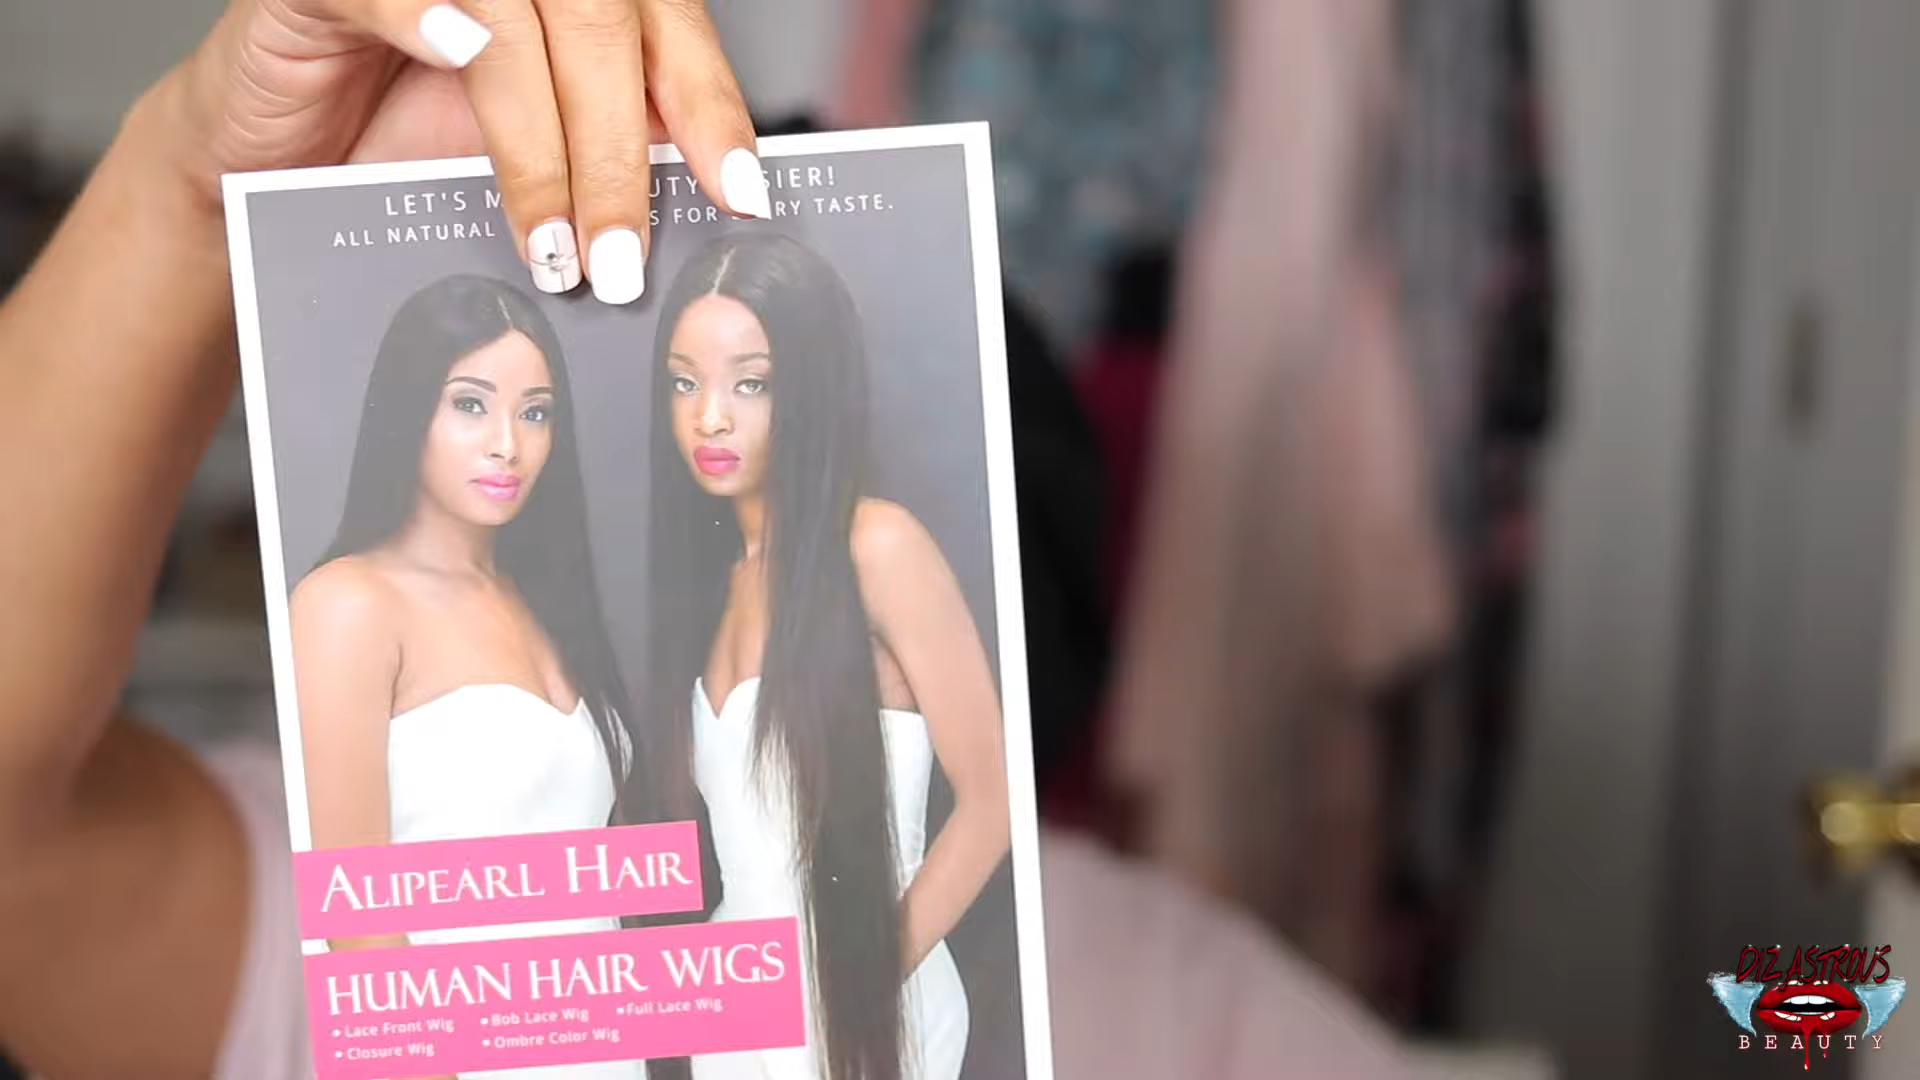 LET'S M UTY SIER!
ALL NATURAL S FOR RY TASTE.
ALIPEARL HAIR
HUMAN HAIR WIGS
• Lace Front Wig • Bob Lace Wig • Full Lace Wig
• Closure Wig • Ombre Color Wig
DIZASTROUS
BEAUTY